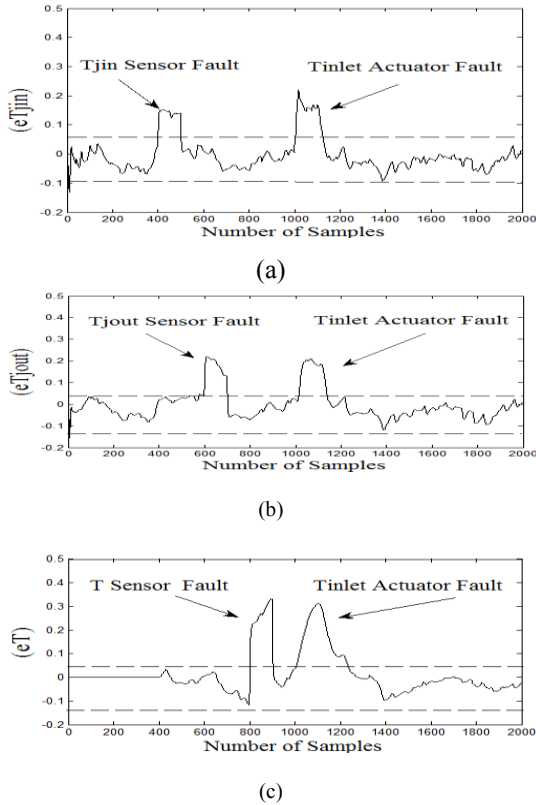 0.5
0.4
0.3
0.2
0.1
0
-0.1
-0.2
(eTjin)
Tjin Sensor Fault
Tinlet Actuator Fault
0 200 400 600 800 1000 1200 1400 1600 1800 2000
Number of Samples
(a)
0.5
0.4
0.3
0.2
0.1
0
-0.1
-0.2
(eTjout)
Tjout Sensor Fault
Tinlet Actuator Fault
0 200 400 600 800 1000 1200 1400 1600 1800 2000
Number of Samples
(b)
0.5
0.4
0.3
0.2
0.1
0
-0.1
-0.2
(eT)
T Sensor Fault
Tinlet Actuator Fault
0 200 400 600 800 1000 1200 1400 1600 1800 2000
Number of Samples
(c)